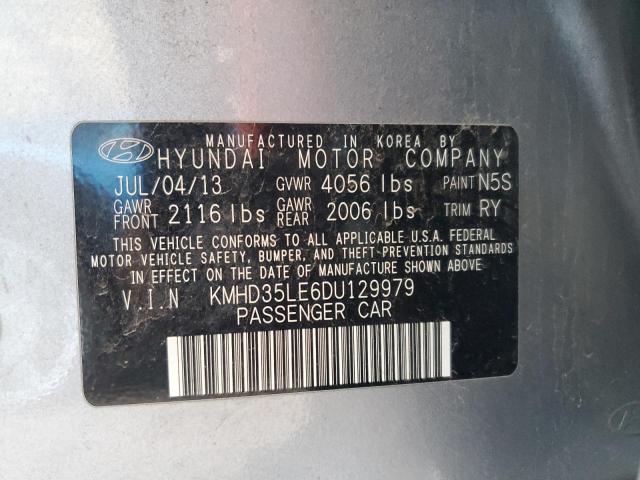 MANUFACTURED IN KOREA BY
HYUNDAI MOTOR COMPANY
JUL/04/13 GVWR 4056 lbs PAINT N5S
GAWR FRONT 2116 lbs GAWR REAR 2006 lbs TRIM RY
THIS VEHICLE CONFORMS TO ALL APPLICABLE U.S.A. FEDERAL
MOTOR VEHICLE SAFETY, BUMPER, AND THEFT-PREVENTION STANDARDS
IN EFFECT ON THE DATE OF MANUFACTURE SHOWN ABOVE
V.I.N KMHD35LE6DU129979
PASSENGER CAR